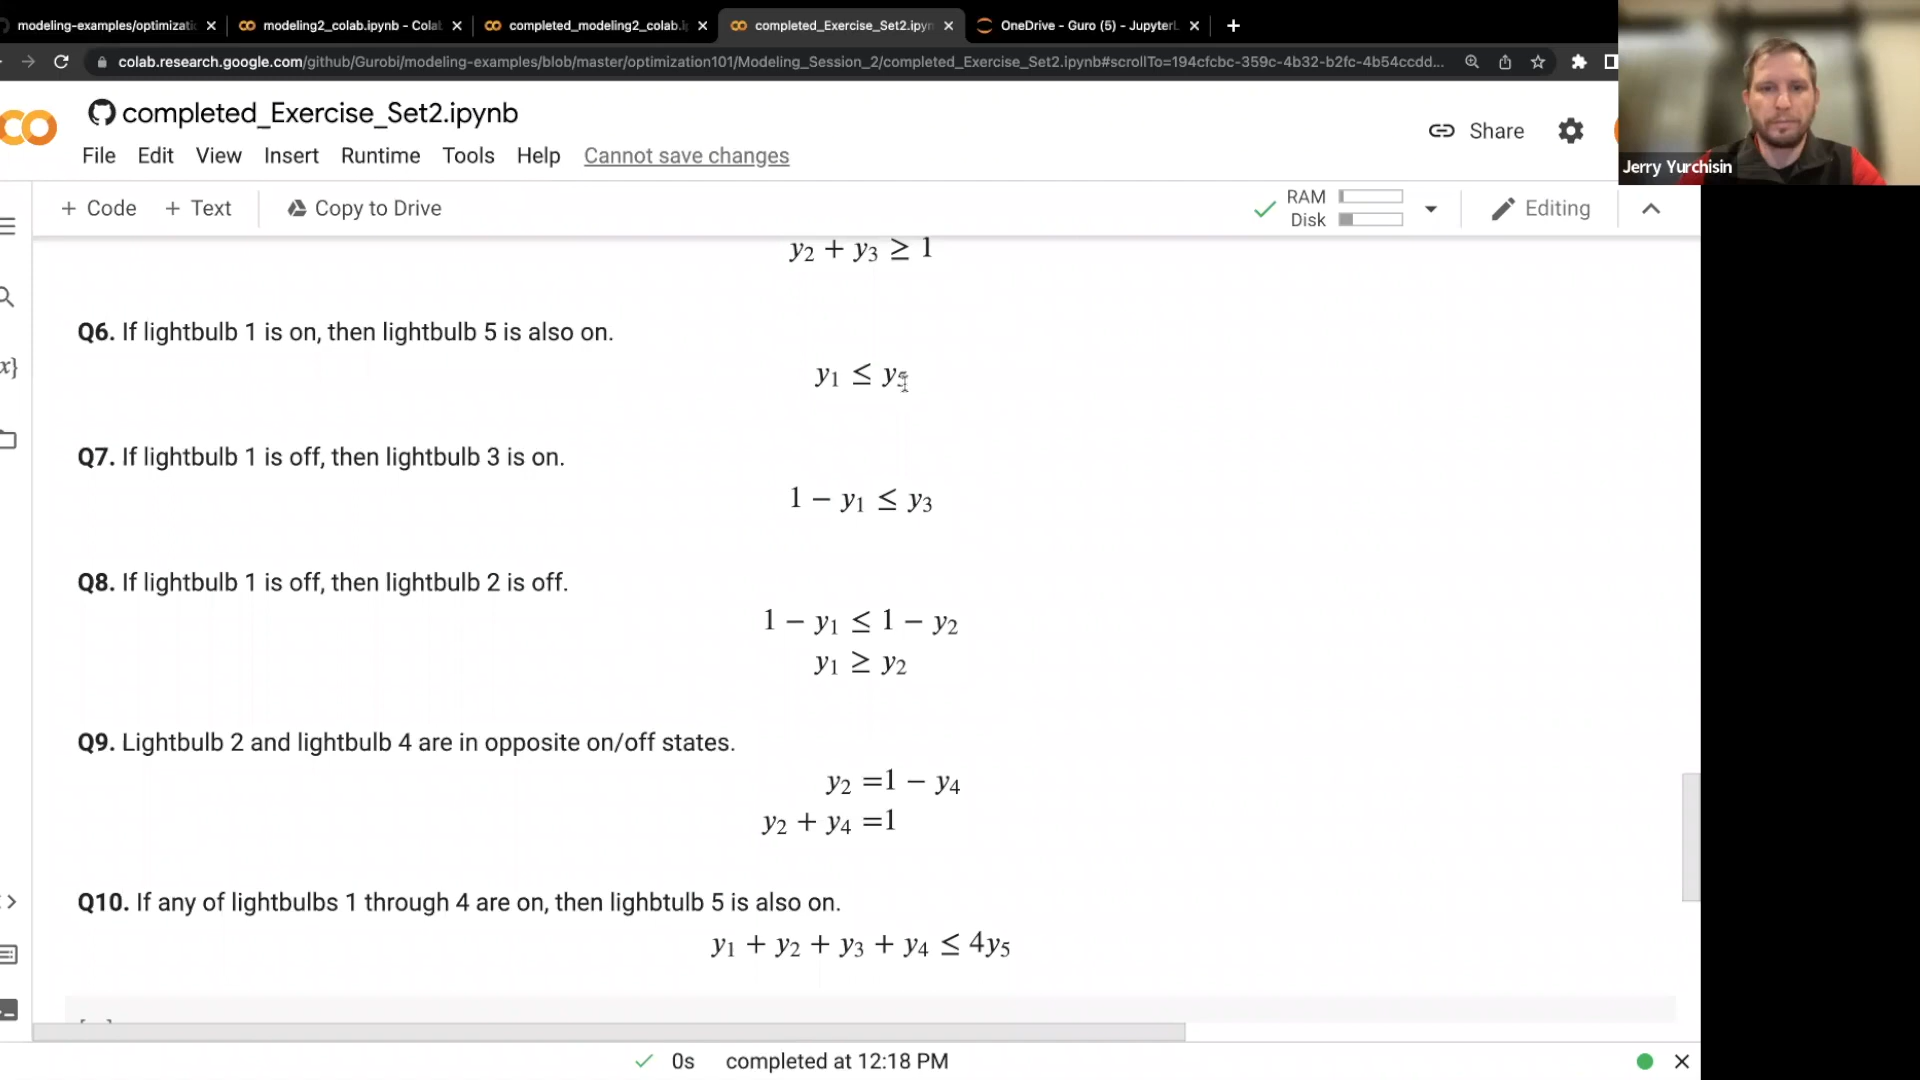 modeling-examples/optimizati
modeling2_colab.ipynb - Colab
completed_modeling2_colab.i
completed_Exercise_Set2.ipyn
OneDrive - Guro (5) - JupyterL
colab.research.google.com/github/Gurobi/modeling-examples/blob/master/optimization101/Modeling_Session_2/completed_Exercise_Set2.ipynb#scrollTo=194cfcbc-359c-4b32-b2fc-4b54ccdd...
completed_Exercise_Set2.ipynb
File Edit View Insert Runtime Tools Help Cannot save changes
Share
Jerry Yurchisin
+ Code + Text Copy to Drive
RAM
Disk
Editing
y₂ + y₃ ≥ 1
Q6. If lightbulb 1 is on, then lightbulb 5 is also on.
y₁ ≤ y₅
Q7. If lightbulb 1 is off, then lightbulb 3 is on.
1 − y₁ ≤ y₃
Q8. If lightbulb 1 is off, then lightbulb 2 is off.
1 − y₁ ≤ 1 − y₂
y₁ ≥ y₂
Q9. Lightbulb 2 and lightbulb 4 are in opposite on/off states.
y₂ =1 − y₄
y₂ + y₄ =1
Q10. If any of lightbulbs 1 through 4 are on, then lighbtulb 5 is also on.
y₁ + y₂ + y₃ + y₄ ≤ 4y₅
0s completed at 12:18 PM